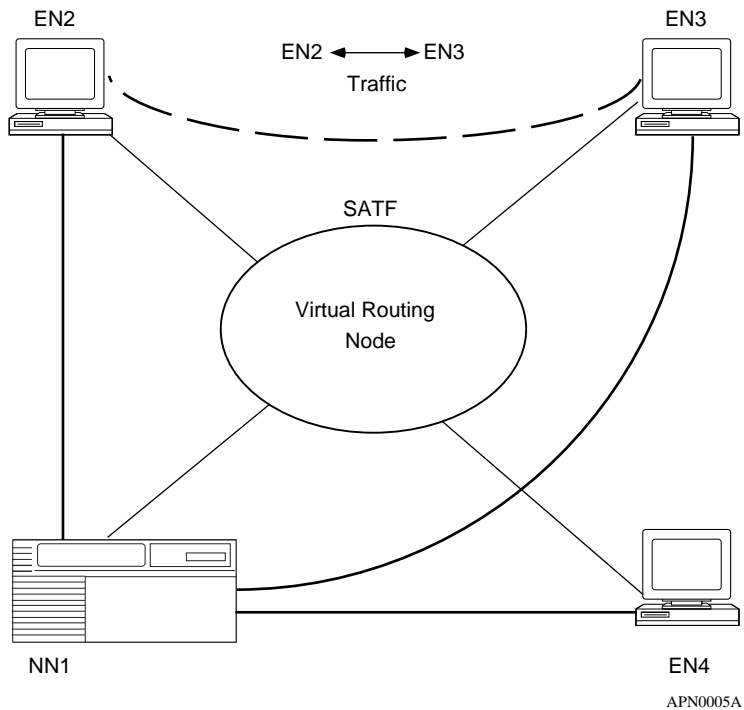 EN2
EN3
EN2 EN3
Traffic
SATF
Virtual Routing
Node
NN1
EN4
APN0005A